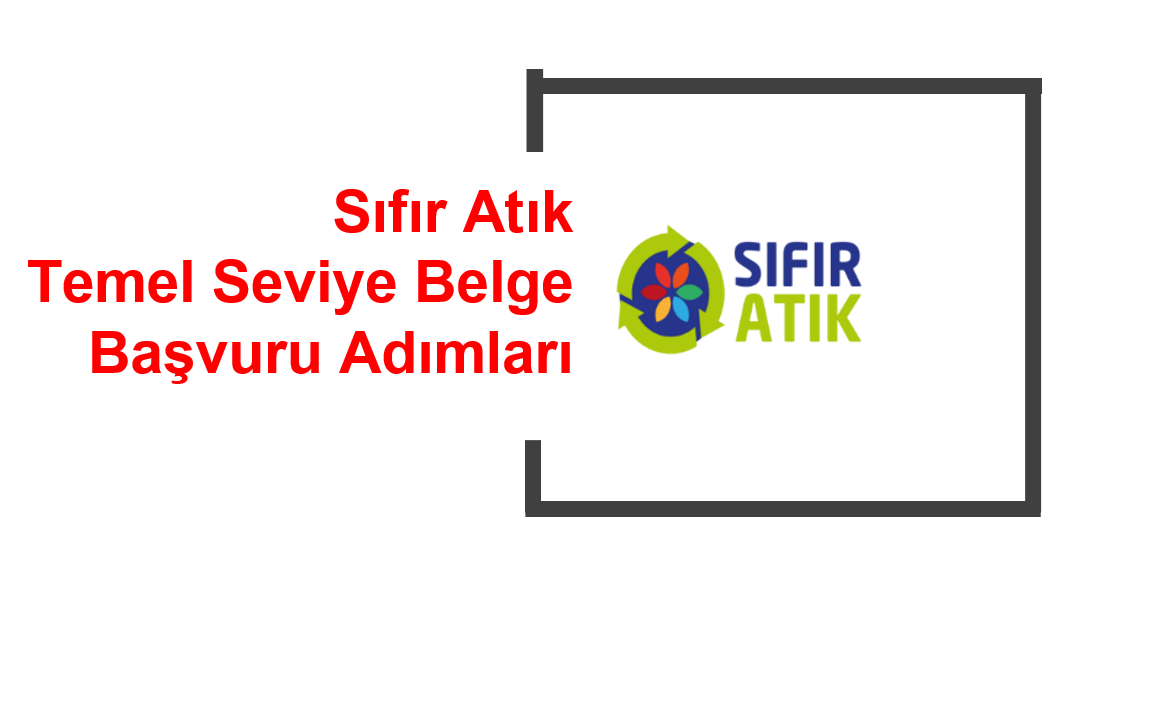 Sıfır Atık
Temel Seviye Belge
Başvuru Adımları
SIFIR
ATIK